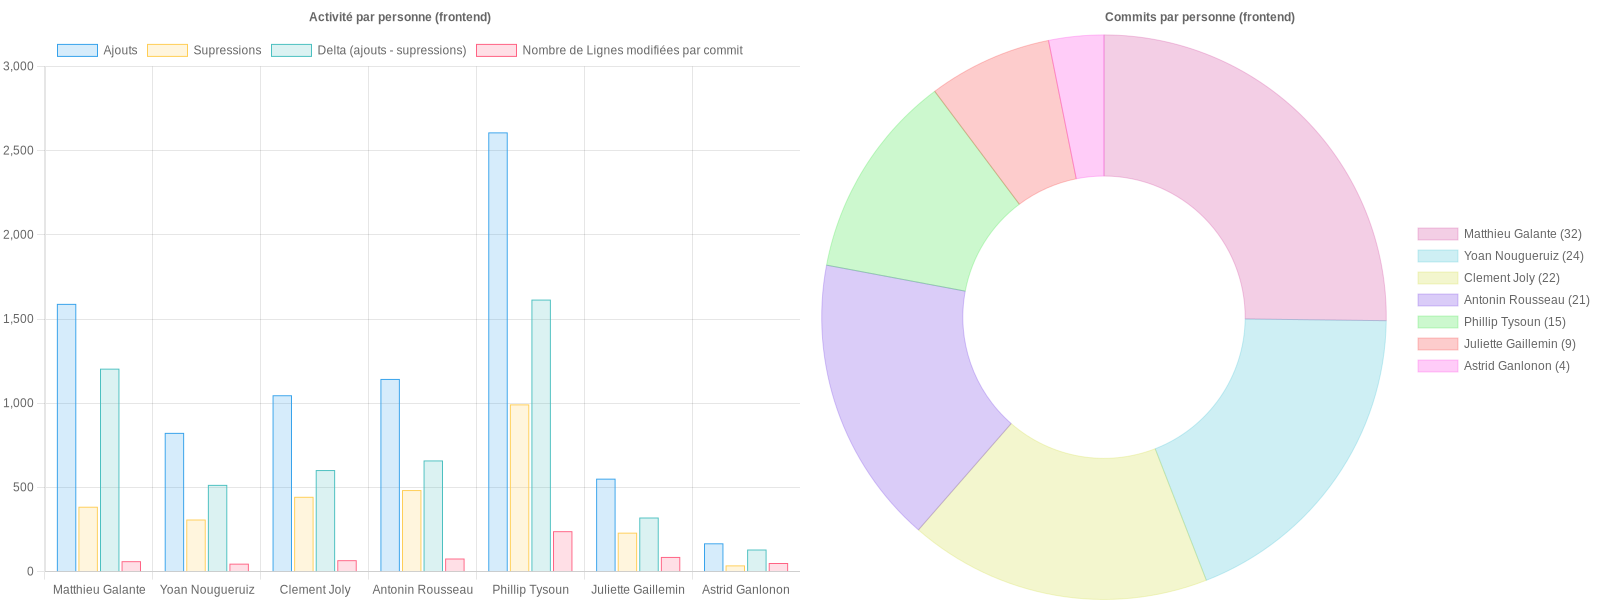 Activité par personne (frontend)
Ajouts Supressions Delta (ajouts - supressions) Nombre de Lignes modifiées par commit
3,000
2,500
2,000
1,500
1,000
500
0
Matthieu Galante Yoan Nougueruiz Clement Joly Antonin Rousseau Phillip Tysoun Juliette Gaillemin Astrid Ganlonon
Commits par personne (frontend)
Matthieu Galante (32)
Yoan Nougueruiz (24)
Clement Joly (22)
Antonin Rousseau (21)
Phillip Tysoun (15)
Juliette Gaillemin (9)
Astrid Ganlonon (4)